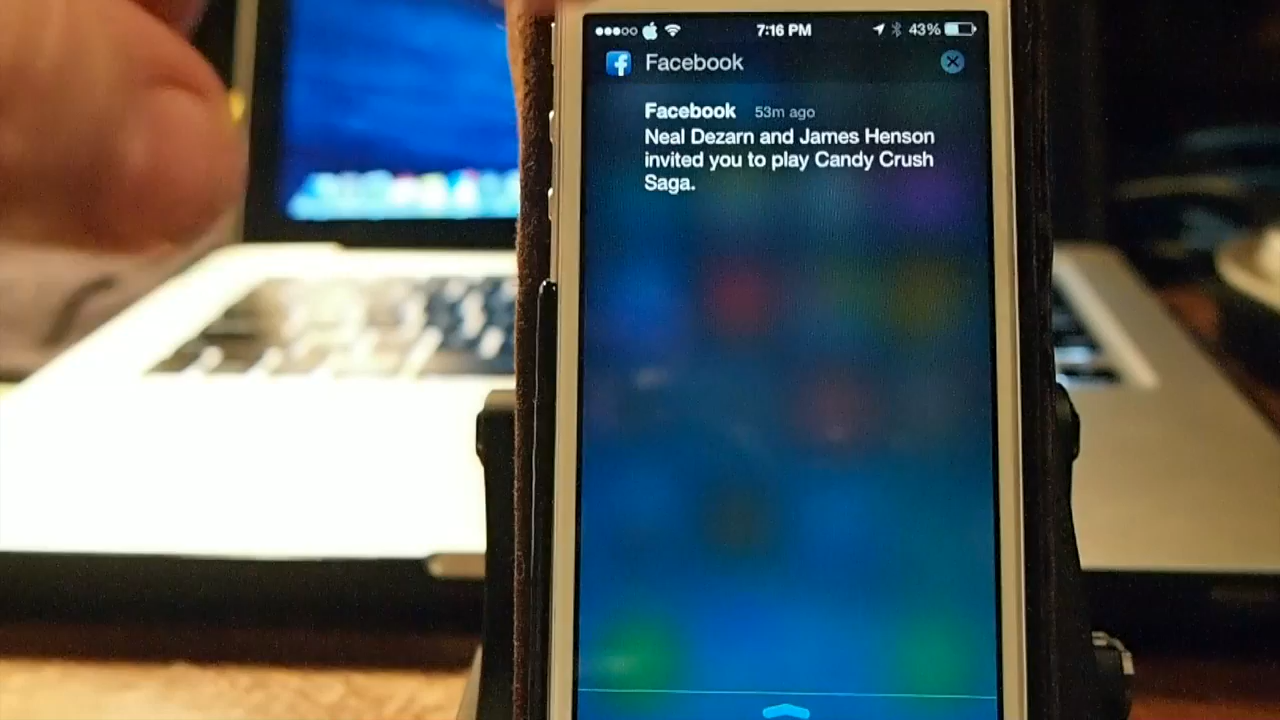 7:16 PM 43%
Facebook
Facebook 53m ago
Neal Dezarn and James Henson
invited you to play Candy Crush
Saga.